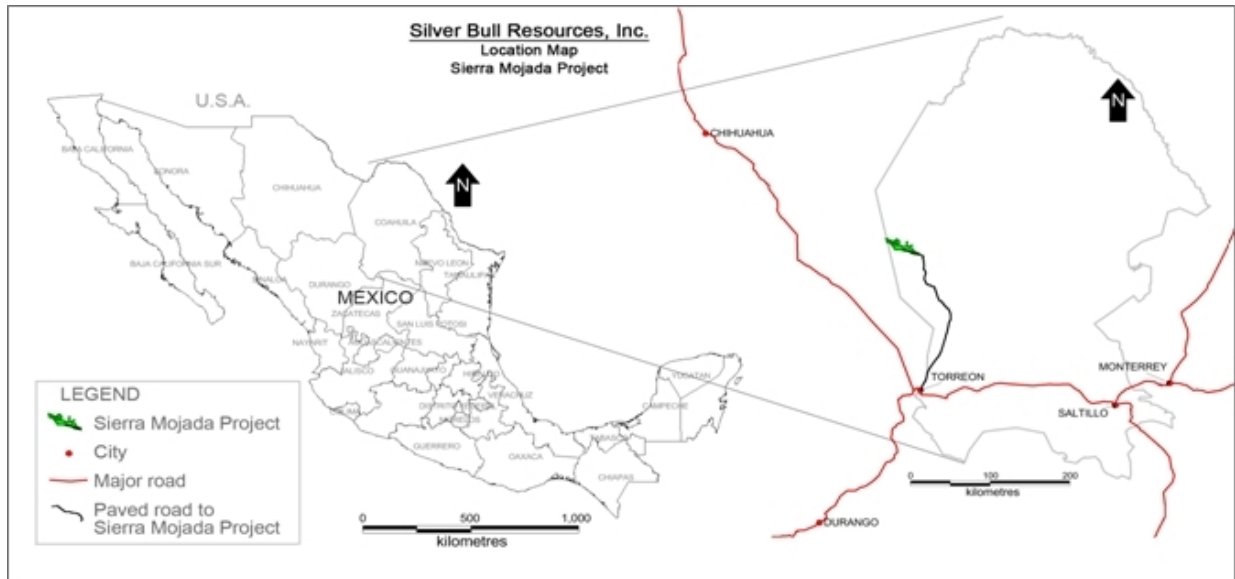 Silver Bull Resources, Inc.
Location Map
Sierra Mojada Project
U.S.A.
BAJA CALIFORNIA
SONORA
CHIHUAHUA
COAHUILA
NUEVO LEON
TAMAULIPA
BAJA CALIFORNIA SUR
SINALOA
DURANGO
MEXICO
ZACATECAS
SAN LUIS POTOSI
NAYARIT
AGUASCALIENTES
JALISCO
GUANAJUATO
HIDALGO
VERACRUZ
YUCATAN
CAMPECHE
TABASCO
GUERRERO
OAXACA
CHIAPAS
N
0 500 1,000
kilometres
LEGEND
Sierra Mojada Project
City
Major road
Paved road to
Sierra Mojada Project
N
CHIHUAHUA
TORREON
MONTERREY
SALTILLO
DURANGO
0 100 200
kilometres